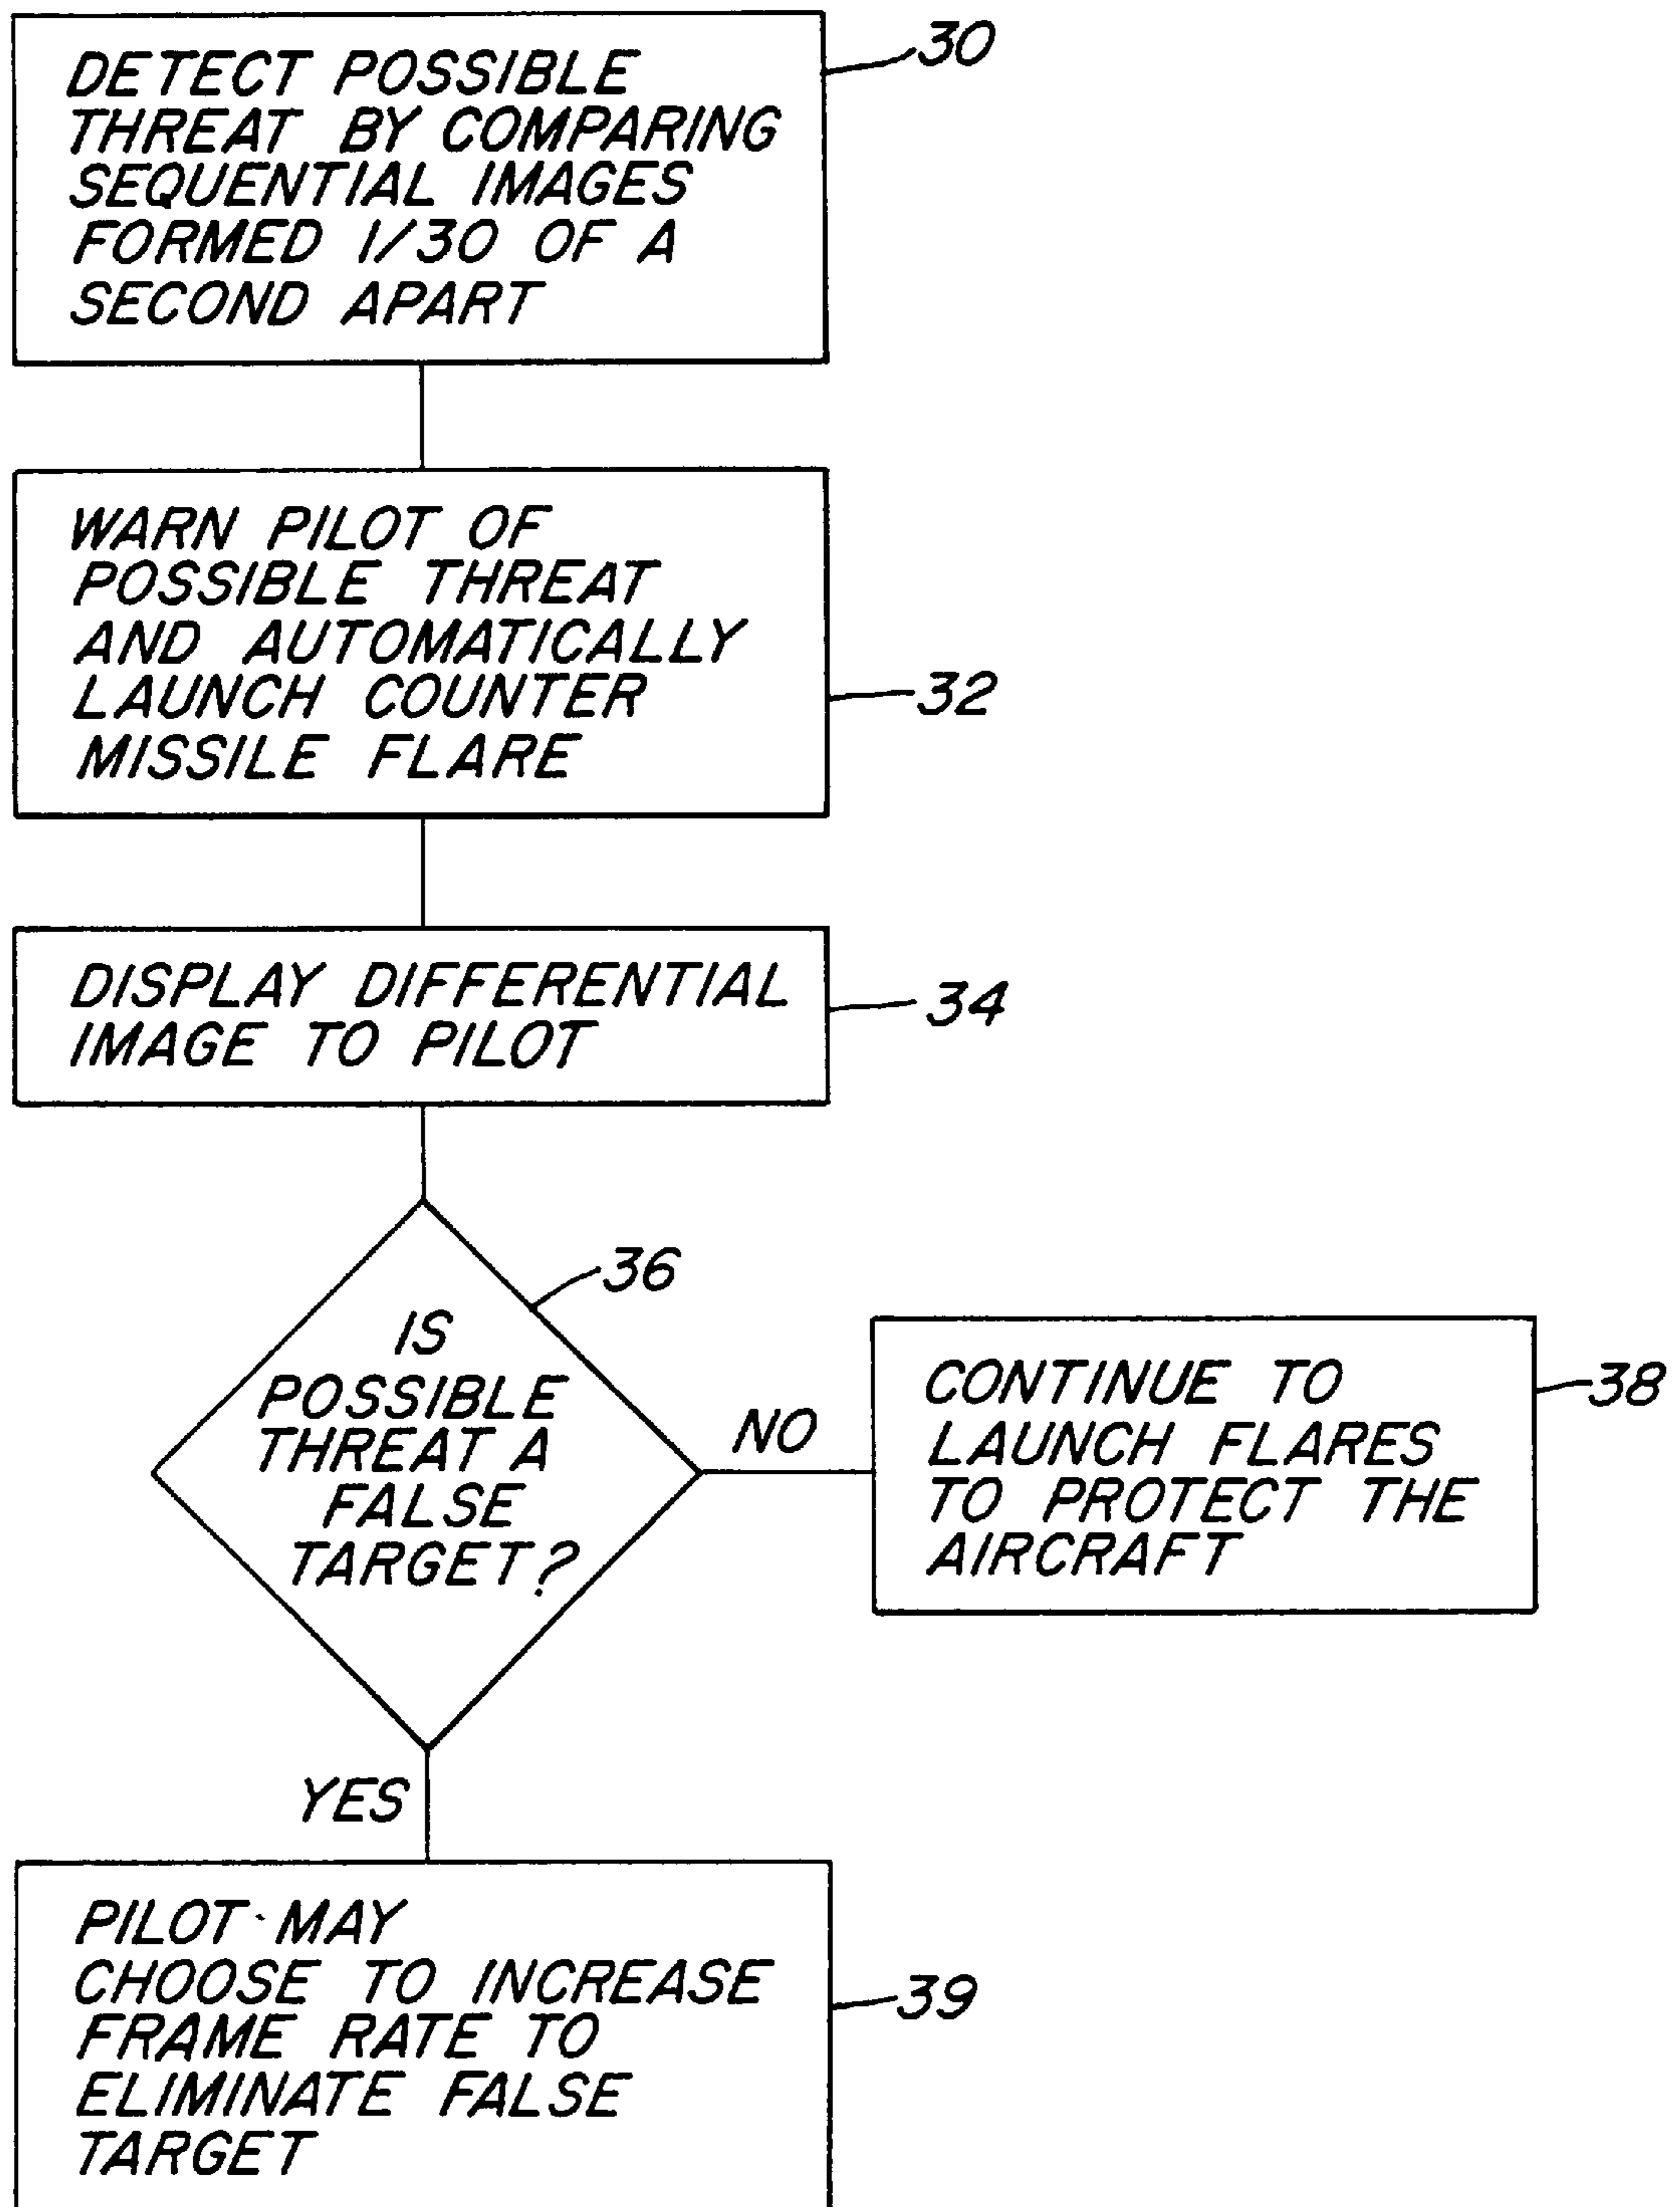 30
DETECT POSSIBLE
THREAT BY COMPARING
SEQUENTIAL IMAGES
FORMED 1/30 OF A
SECOND APART
WARN PILOT OF
POSSIBLE THREAT
AND AUTOMATICALLY
LAUNCH COUNTER
MISSILE FLARE
32
DISPLAY DIFFERENTIAL
IMAGE TO PILOT
34
36
IS
POSSIBLE
THREAT A
FALSE
TARGET?
NO
CONTINUE TO
LAUNCH FLARES
TO PROTECT THE
AIRCRAFT
38
YES
PILOT MAY
CHOOSE TO INCREASE
FRAME RATE TO
ELIMINATE FALSE
TARGET
39